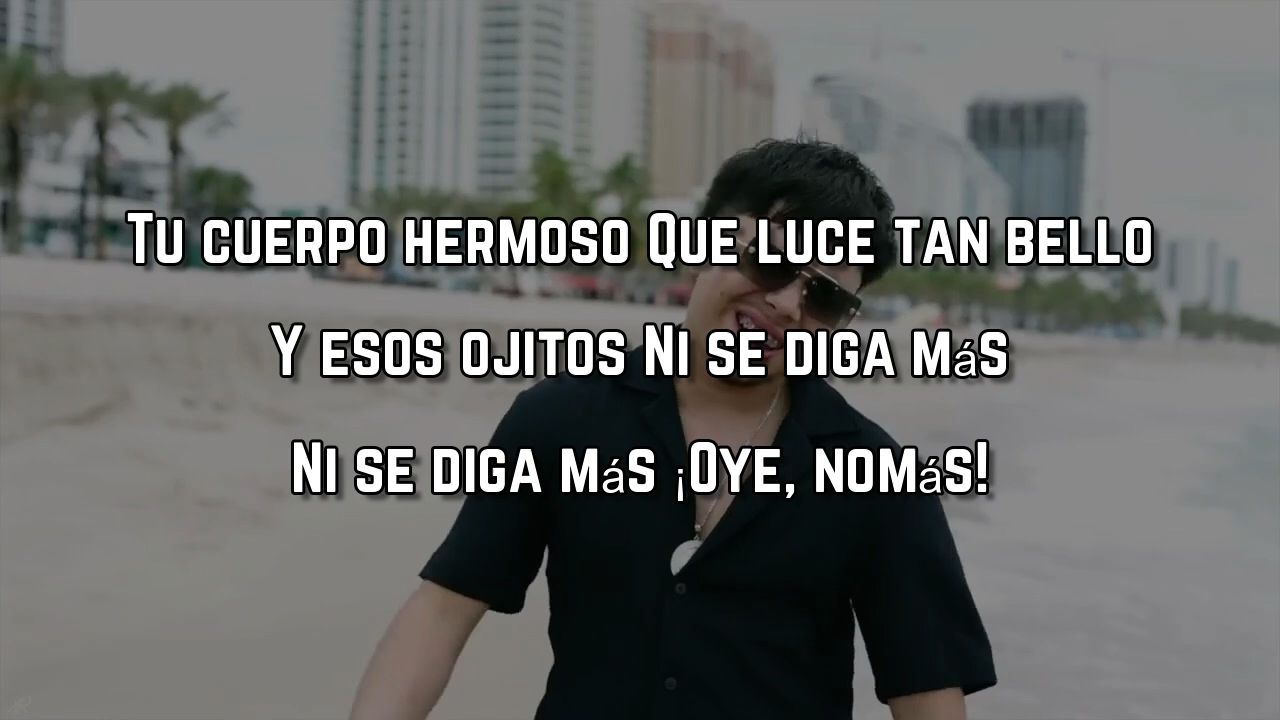 Tu cuerpo hermoso Que luce tan bello
Y esos ojitos Ni se diga más
Ni se diga más ¡Oye, nomás!